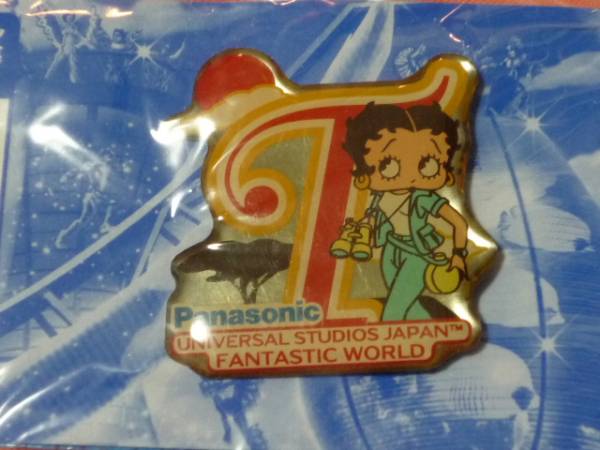 T
Panasonic
UNIVERSAL STUDIOS JAPAN™
FANTASTIC WORLD